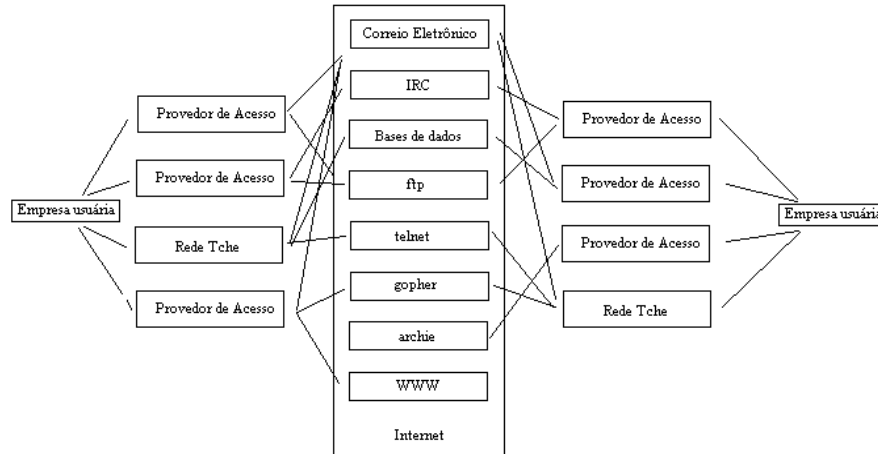 Correio Eletrônico
IRC
Bases de dados
ftp
telnet
gopher
archie
WWW
Internet
Provedor de Acesso
Provedor de Acesso
Rede Tche
Provedor de Acesso
Empresa usuária
Provedor de Acesso
Provedor de Acesso
Provedor de Acesso
Rede Tche
Empresa usuária